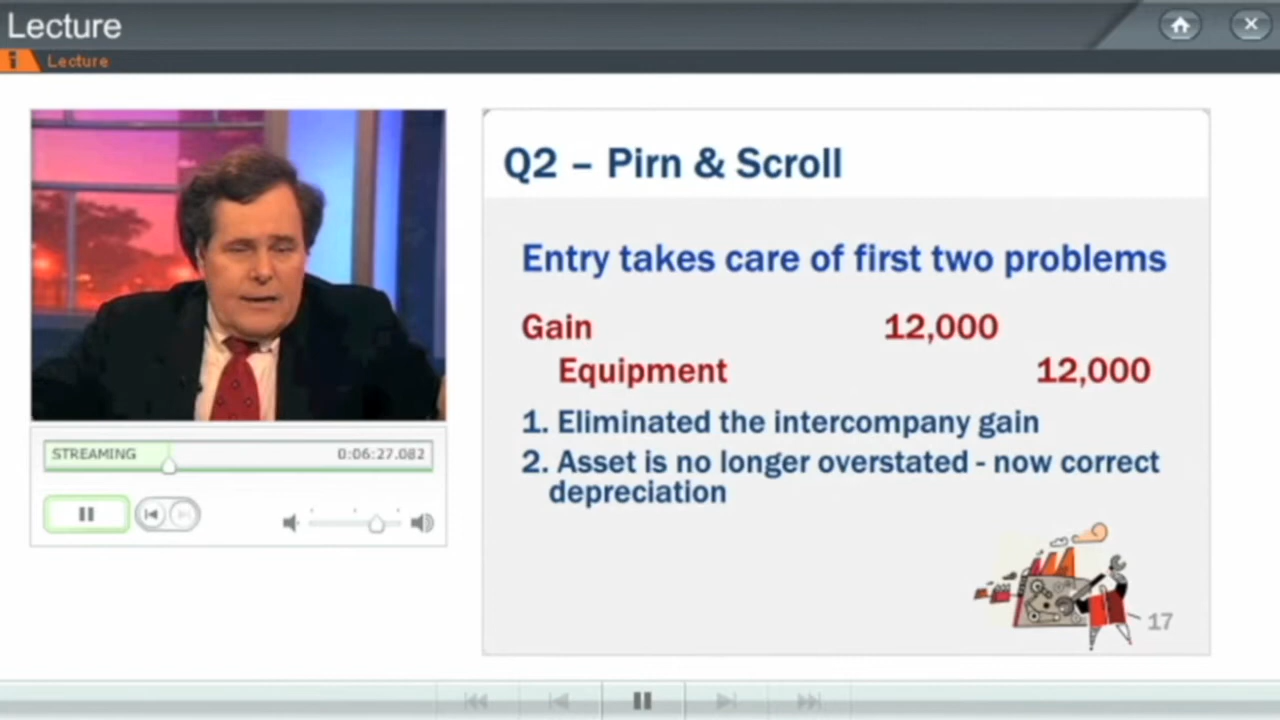 Lecture
i Lecture
Q2 – Pirn & Scroll
Entry takes care of first two problems
Gain 12,000
Equipment 12,000
1. Eliminated the intercompany gain
2. Asset is no longer overstated - now correct
depreciation
17
STREAMING 0:06:27.082